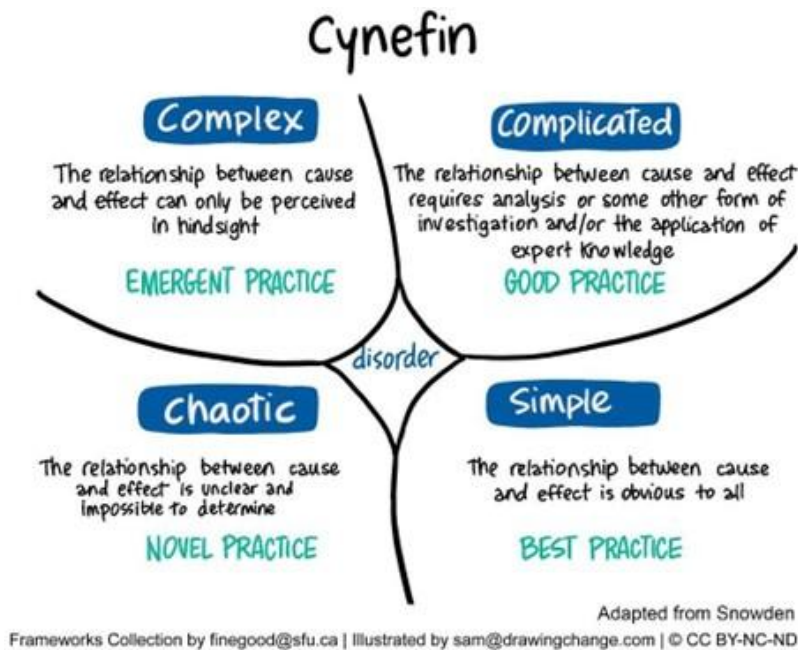 Cynefin
Complex
The relationship between cause
and effect can only be perceived
in hindsight
EMERGENT PRACTICE
Complicated
The relationship between cause and effect
requires analysis or some other form of
investigation and/or the application of
expert knowledge
GOOD PRACTICE
disorder
Chaotic
The relationship between cause
and effect is unclear and
impossible to determine
NOVEL PRACTICE
Simple
The relationship between cause
and effect is obvious to all
BEST PRACTICE
Adapted from Snowden
Frameworks Collection by finegood@sfu.ca | Illustrated by sam@drawingchange.com | © CC BY-NC-ND